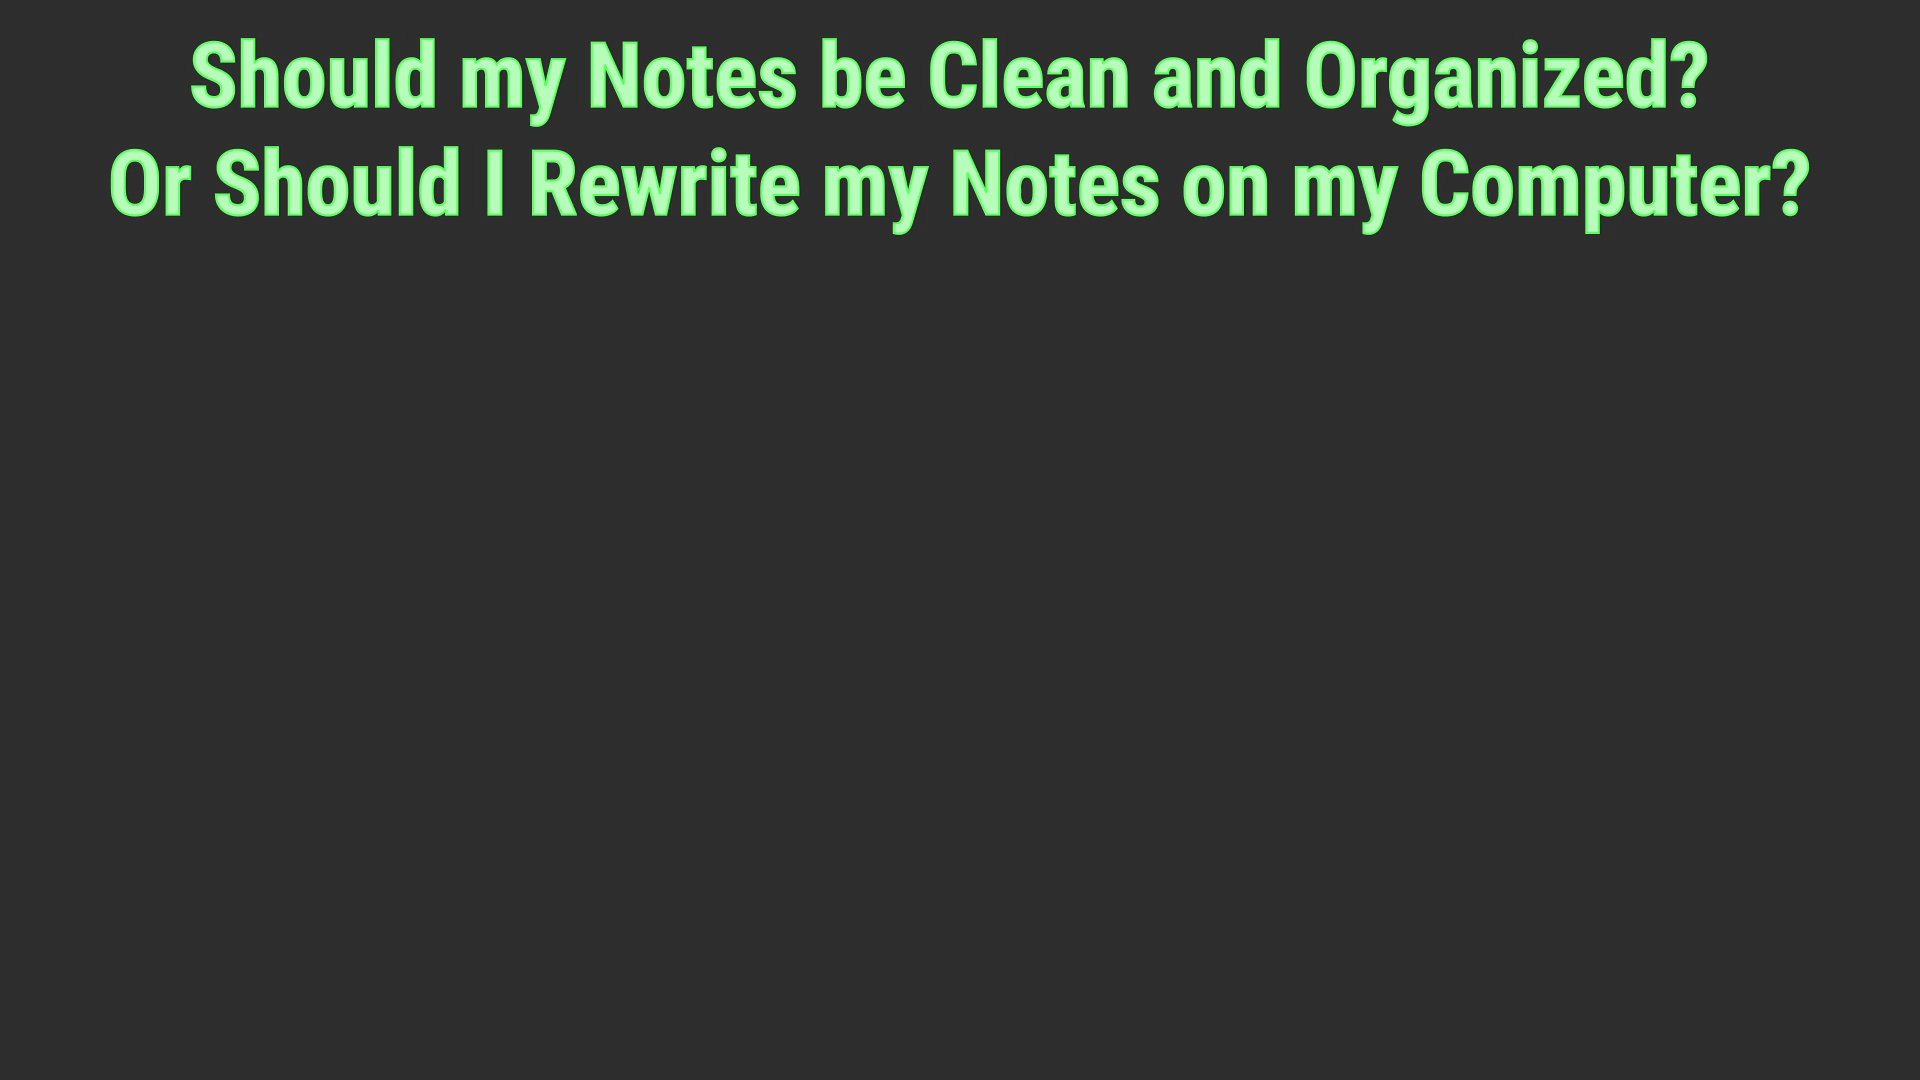 Should my Notes be Clean and Organized?
Or Should I Rewrite my Notes on my Computer?